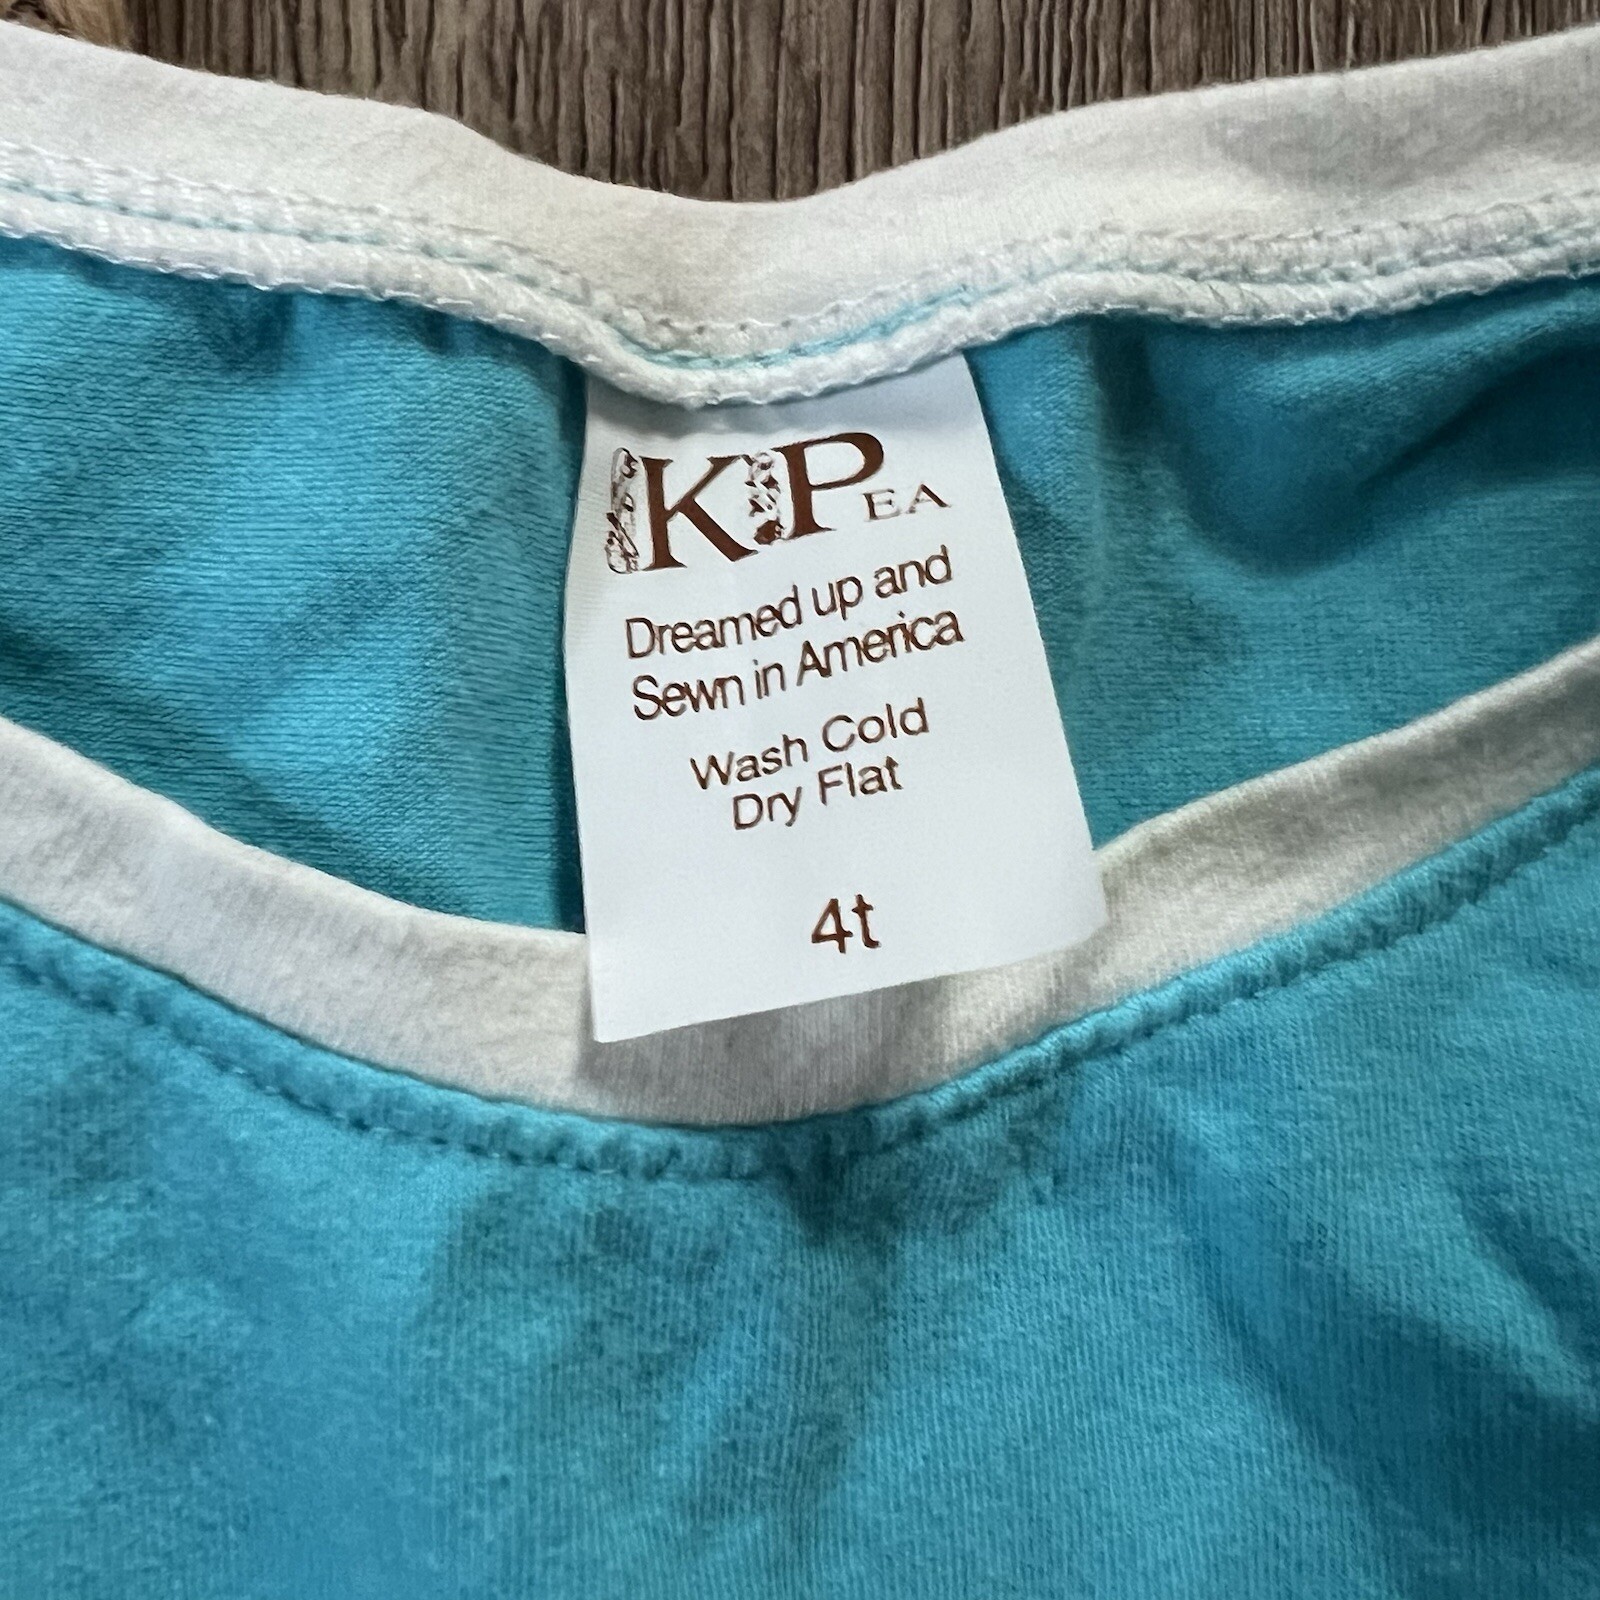 KPEA
Dreamed up and
Sewn in America
Wash Cold
Dry Flat
4t